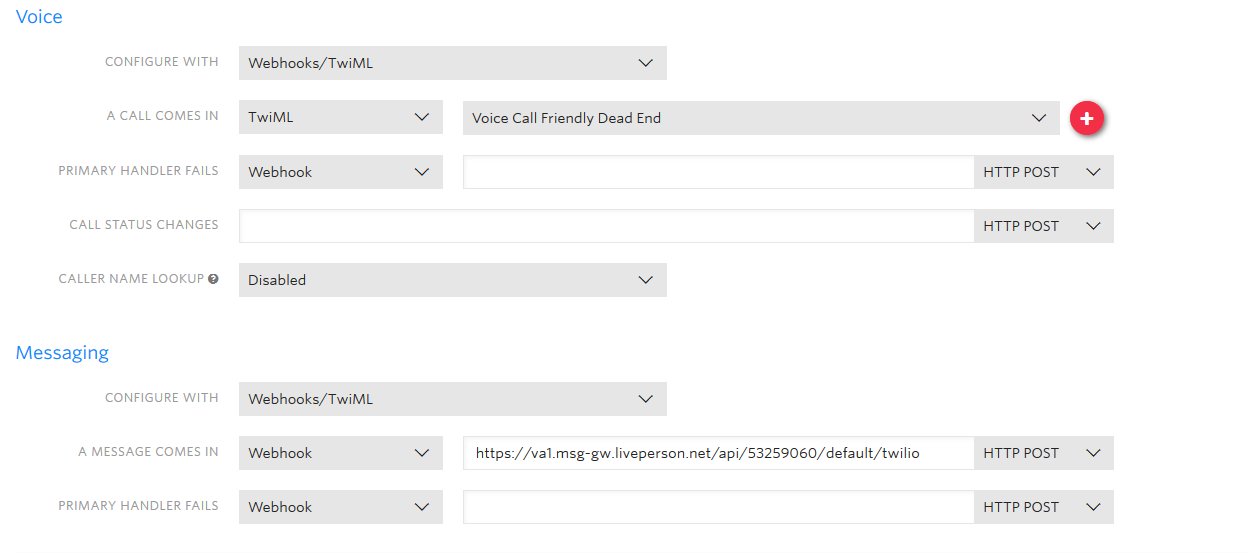 Voice
CONFIGURE WITH Webhooks/TwiML
A CALL COMES IN TwiML Voice Call Friendly Dead End +
PRIMARY HANDLER FAILS Webhook HTTP POST
CALL STATUS CHANGES HTTP POST
CALLER NAME LOOKUP ? Disabled
Messaging
CONFIGURE WITH Webhooks/TwiML
A MESSAGE COMES IN Webhook https://va1.msg-gw.liveperson.net/api/53259060/default/twilio HTTP POST
PRIMARY HANDLER FAILS Webhook HTTP POST